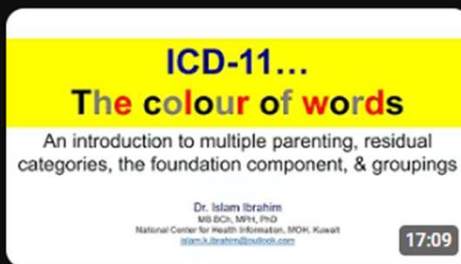 ICD-11...
The colour of words
An introduction to multiple parenting, residual
categories, the foundation component, & groupings
Dr. Islam Ibrahim
MB BCh, MPH, PhD
National Center for Health Information, MOH, Kuwait
islam.k.ibrahim@outlook.com
17:09